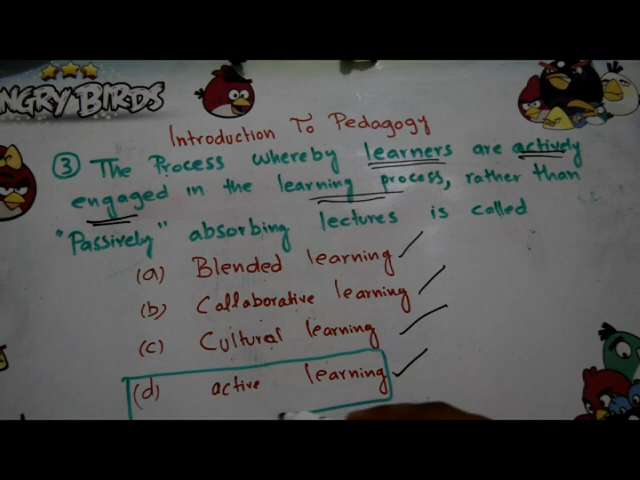 ANGRY BIRDS
Introduction To Pedagogy
③ The Process whereby learners are actively
engaged in the learning process, rather than
"Passively" absorbing lectures is called
(a) Blended learning
(b) Collaborative learning
(c) Cultural learning
(d) active learning